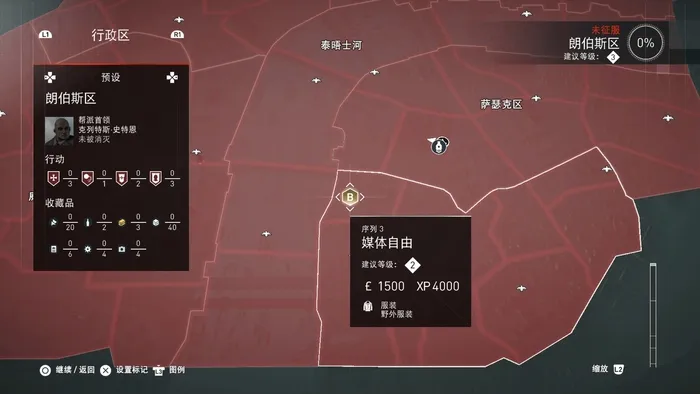 L1 行政区 R1
未征服
朗伯斯区
建议等级: 3
0%
泰晤士河
萨瑟克区
预设
朗伯斯区
帮派首领
克列特斯·史特恩
未被消灭
行动
0 0 0 0
3 1 2 3
收藏品
0 0 0 0
20 2 3 40
0 0 0
6 4 4
B
序列 3
媒体自由
建议等级: 2
£ 1500 XP 4000
服装
野外服装
继续/返回 设置标记 L3 图例
缩放 L2